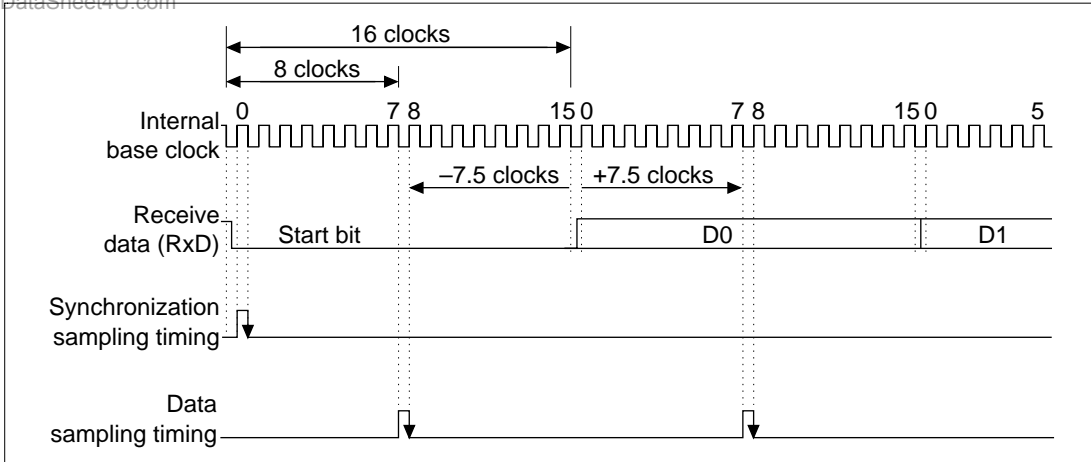 DataSheet4U.com
16 clocks
8 clocks
0 7 8 15 0 7 8 15 0 5
Internal
base clock
–7.5 clocks +7.5 clocks
Receive
data (RxD)
Start bit D0 D1
Synchronization
sampling timing
Data
sampling timing